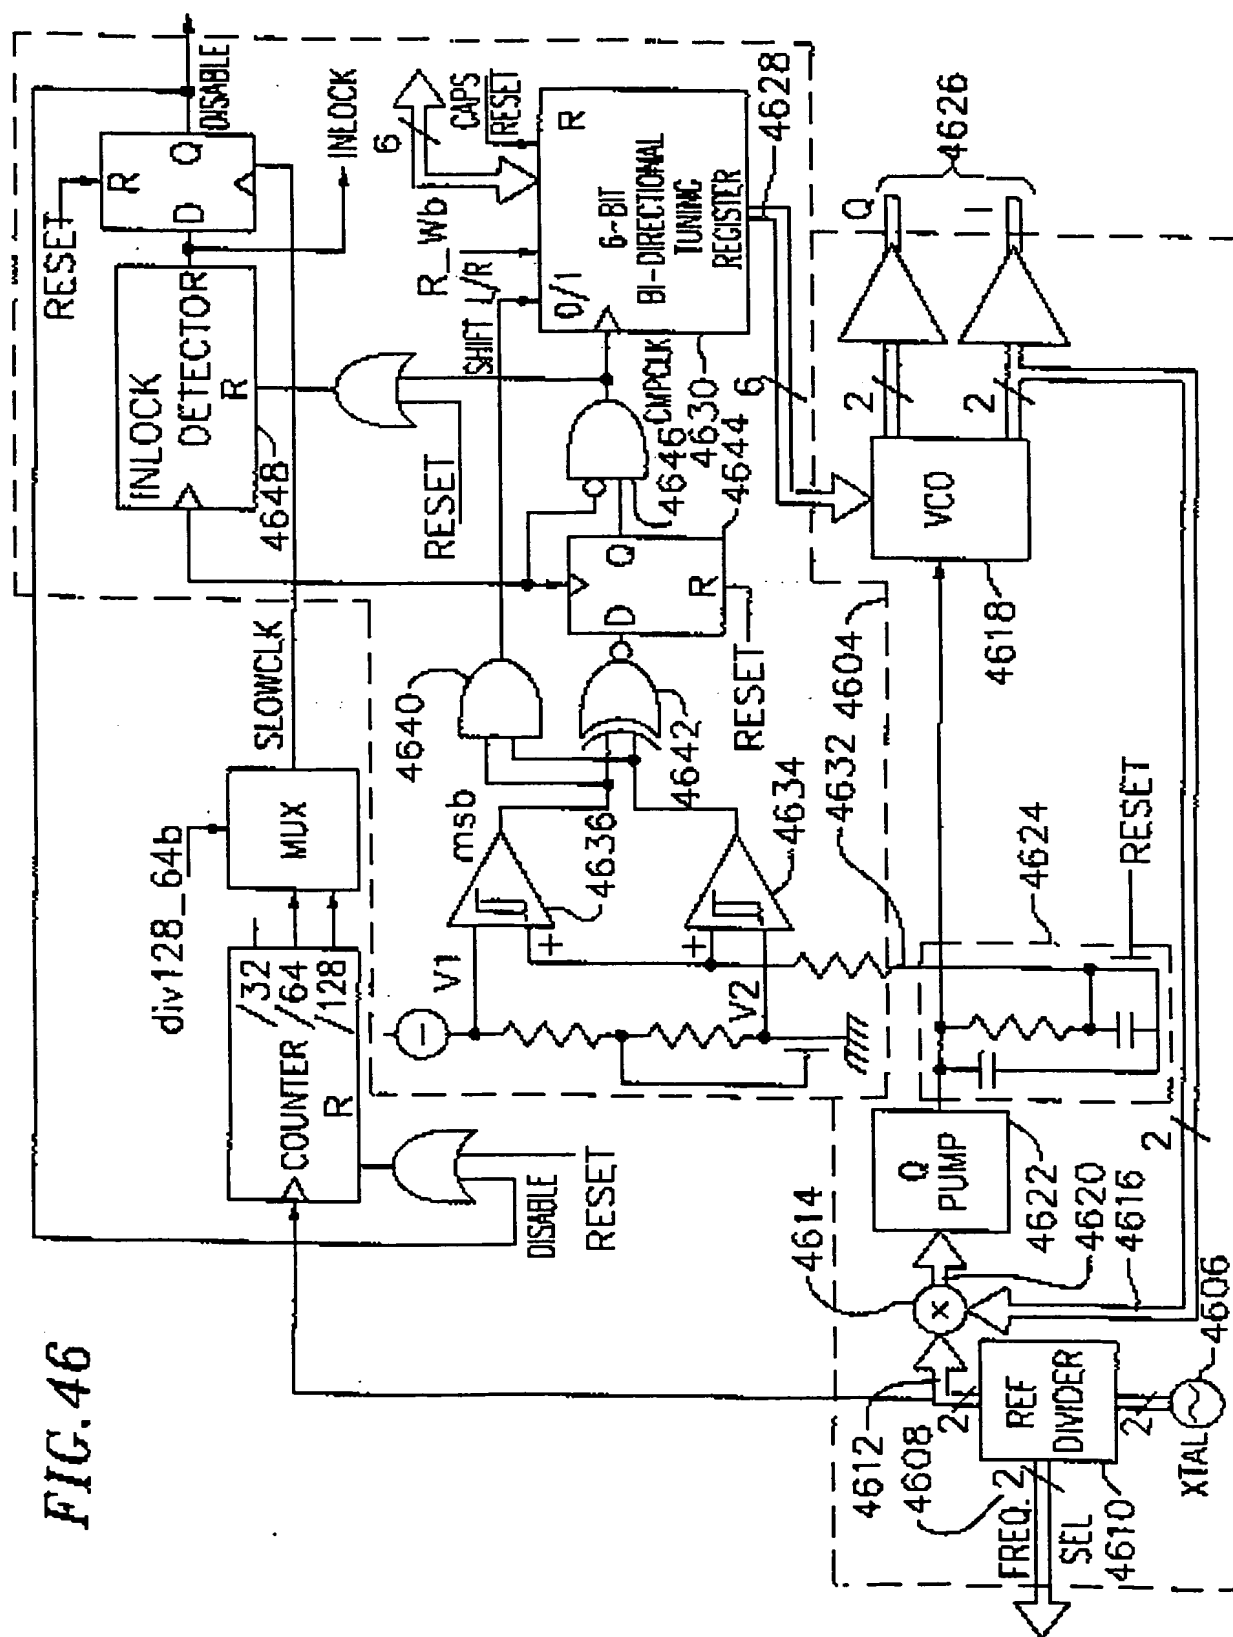 FIG. 46
RESET
R
D
Q
DISABLE
INLOCK
DETECTOR
R
4648
INLOCK
RESET
div128_64b
MUX
SLOWCLK
/32
/64
/128
COUNTER
R
DISABLE
RESET
6
CAPS
RESET
R_Wb
SHIFT L/R
0/1
R
6-BIT
BI-DIRECTIONAL
TUNING
REGISTER
4628
CMPCLK
4646
4630
4644
D
Q
R
RESET
4640
4642
msb
4636
4634
V1
+
+
V2
4632
4604
6
VCO
4618
2
2
Q
I
4626
4624
RESET
Q
PUMP
4622
4620
4616
2
4614
X
4612
4608
2
REF
DIVIDER
2
FREQ.
SEL
2
4610
XTAL
4606